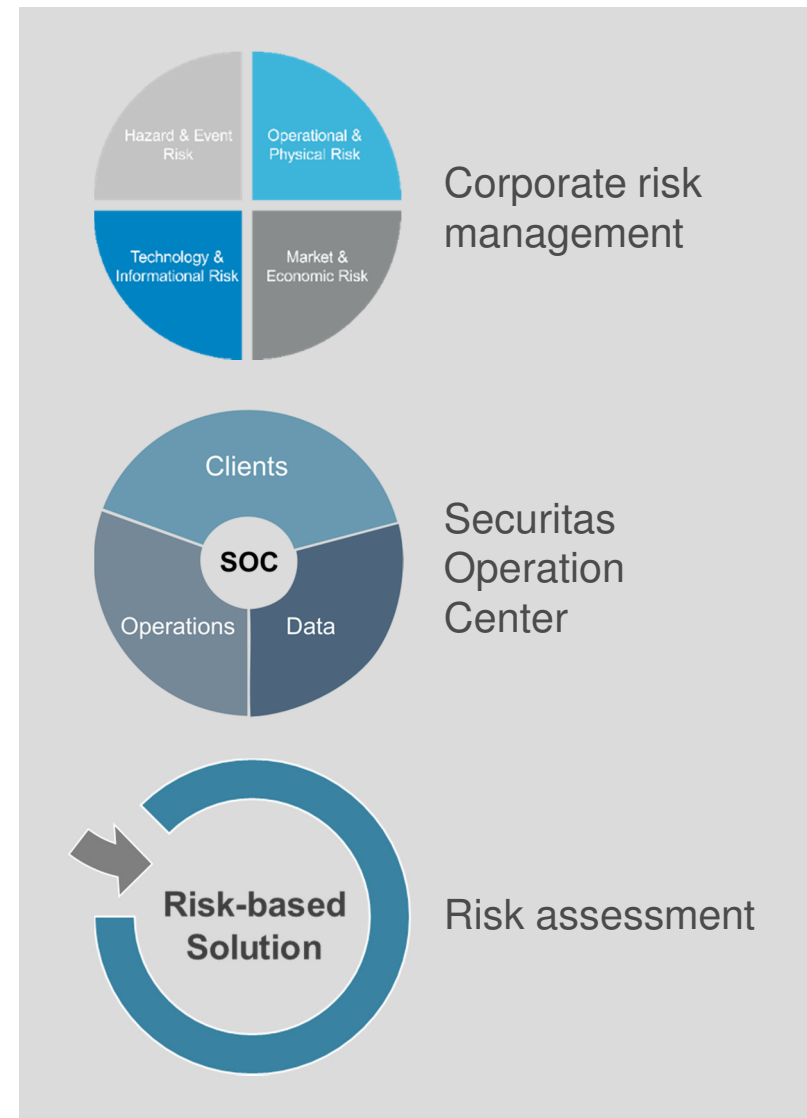 Hazard & Event
Risk
Operational &
Physical Risk
Technology &
Informational Risk
Market &
Economic Risk
Corporate risk
management
Clients
SOC
Operations
Data
Securitas
Operation
Center
Risk-based
Solution
Risk assessment